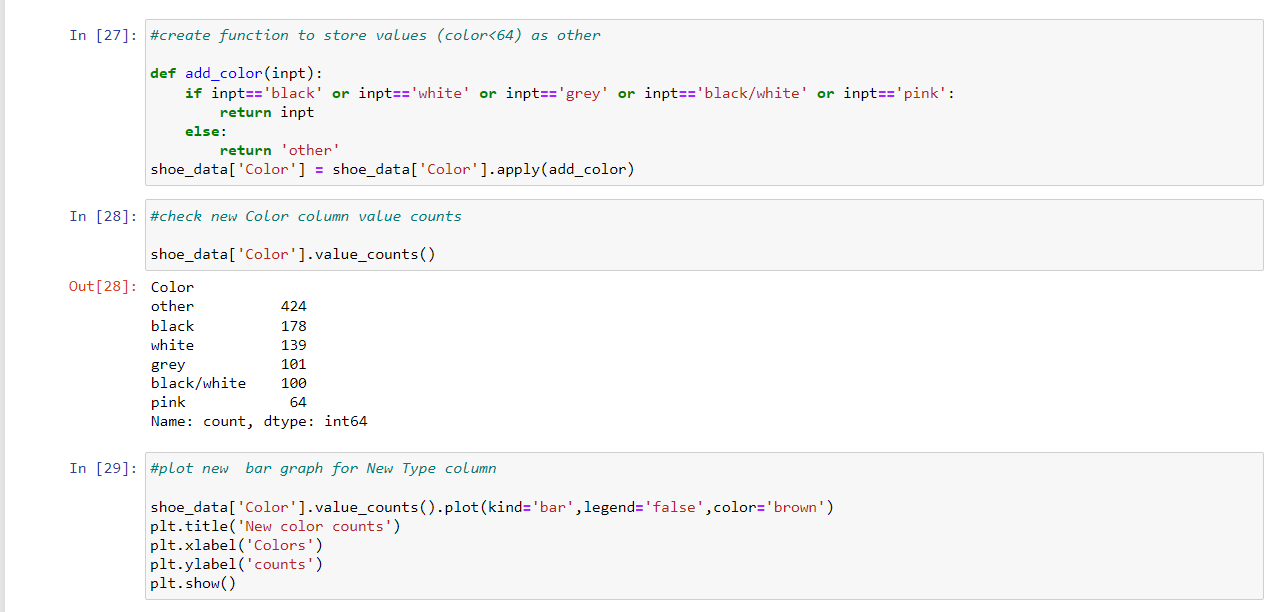 In [27]: #create function to store values (color<64) as other
def add_color(inpt):
    if inpt=='black' or inpt=='white' or inpt=='grey' or inpt=='black/white' or inpt=='pink':
        return inpt
    else:
        return 'other'
shoe_data['Color'] = shoe_data['Color'].apply(add_color)
In [28]: #check new Color column value counts
shoe_data['Color'].value_counts()
Out[28]: Color
other          424
black          178
white          139
grey           101
black/white    100
pink            64
Name: count, dtype: int64
In [29]: #plot new  bar graph for New Type column
shoe_data['Color'].value_counts().plot(kind='bar',legend='false',color='brown')
plt.title('New color counts')
plt.xlabel('Colors')
plt.ylabel('counts')
plt.show()